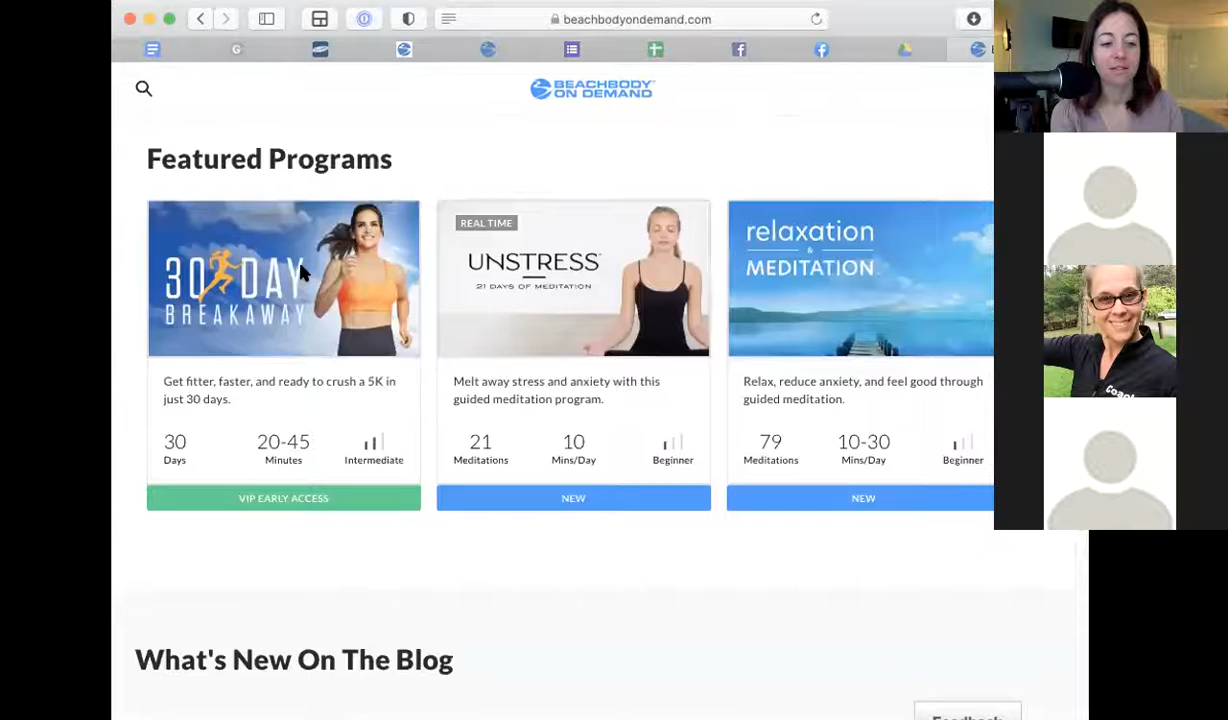 beachbodyondemand.com
BEACHBODY
ON DEMAND
Featured Programs
30 DAY
BREAKAWAY
Get fitter, faster, and ready to crush a 5K in
just 30 days.
30 20-45
Days Minutes Intermediate
VIP EARLY ACCESS
REAL TIME
UNSTRESS
21 DAYS OF MEDITATION
Melt away stress and anxiety with this
guided meditation program.
21 10
Meditations Mins/Day Beginner
NEW
relaxation
&
MEDITATION
Relax, reduce anxiety, and feel good through
guided meditation.
79 10-30
Meditations Mins/Day Beginner
NEW
Coach
What's New On The Blog
Feedback